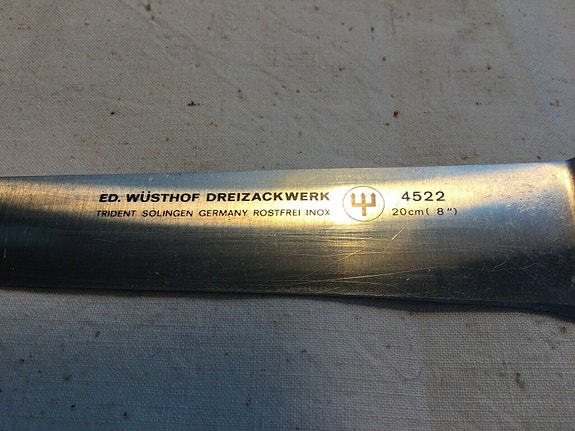 ED. WÜSTHOF DREIZACKWERK 4522
TRIDENT SOLINGEN GERMANY ROSTFREI INOX 20cm( 8")